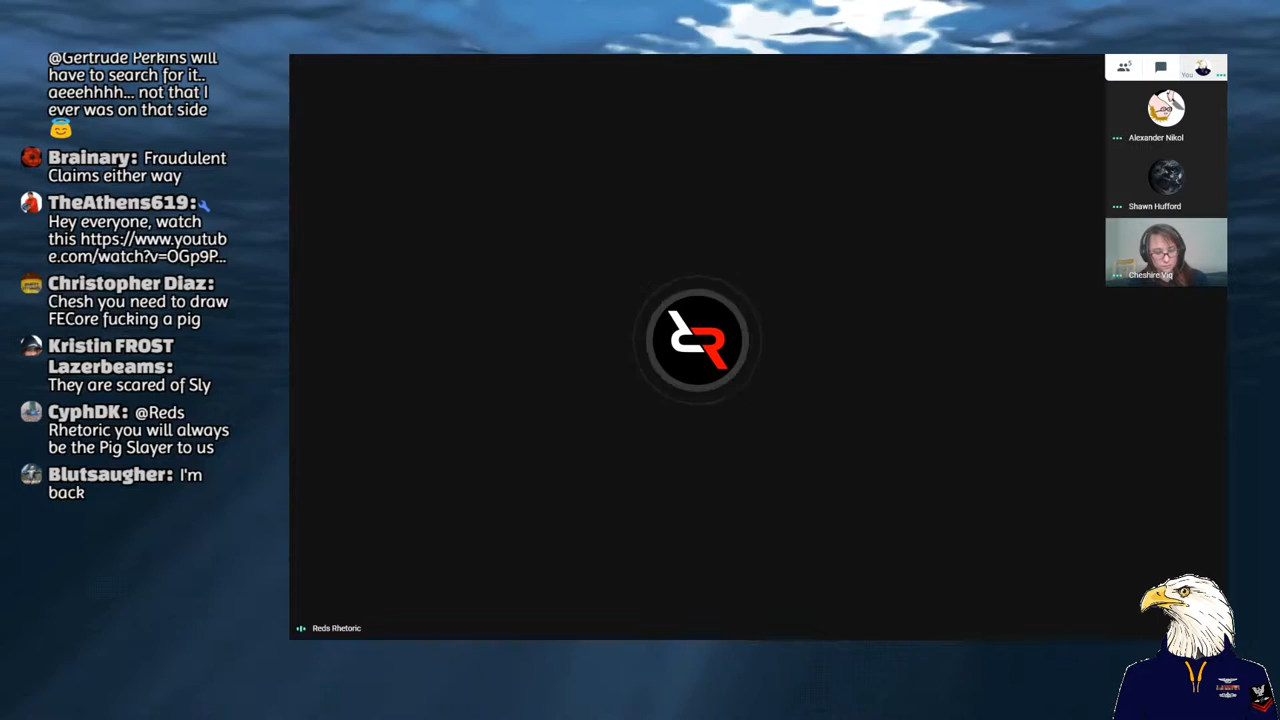 @Gertrude Perkins will
have to search for it..
aeeehhhh... not that I
ever was on that side
Brainary: Fraudulent
Claims either way
TheAthens619:
Hey everyone, watch
this https://www.youtub
e.com/watch?v=OGp9P...
Christopher Diaz:
Chesh you need to draw
FECore fucking a pig
Kristin FROST
Lazerbeams:
They are scared of Sly
CyphDK: @Reds
Rhetoric you will always
be the Pig Slayer to us
Blutsaugher: I'm
back
5
You
Alexander Nikol
Shawn Hufford
Cheshire Viq
Reds Rhetoric